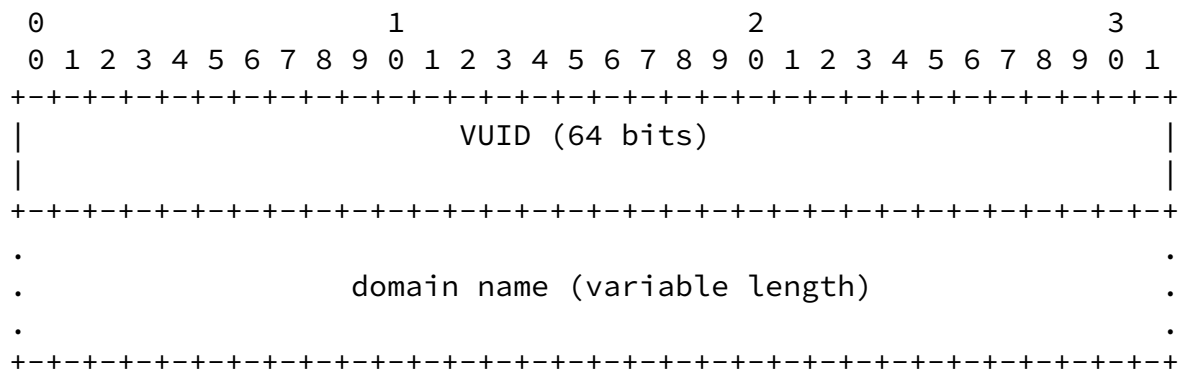 0                   1                   2                   3
 0 1 2 3 4 5 6 7 8 9 0 1 2 3 4 5 6 7 8 9 0 1 2 3 4 5 6 7 8 9 0 1
+-+-+-+-+-+-+-+-+-+-+-+-+-+-+-+-+-+-+-+-+-+-+-+-+-+-+-+-+-+-+-+-+
|                        VUID (64 bits)                         |
|                                                               |
+-+-+-+-+-+-+-+-+-+-+-+-+-+-+-+-+-+-+-+-+-+-+-+-+-+-+-+-+-+-+-+-+
.                                                               .
.                  domain name (variable length)                .
.                                                               .
+-+-+-+-+-+-+-+-+-+-+-+-+-+-+-+-+-+-+-+-+-+-+-+-+-+-+-+-+-+-+-+-+